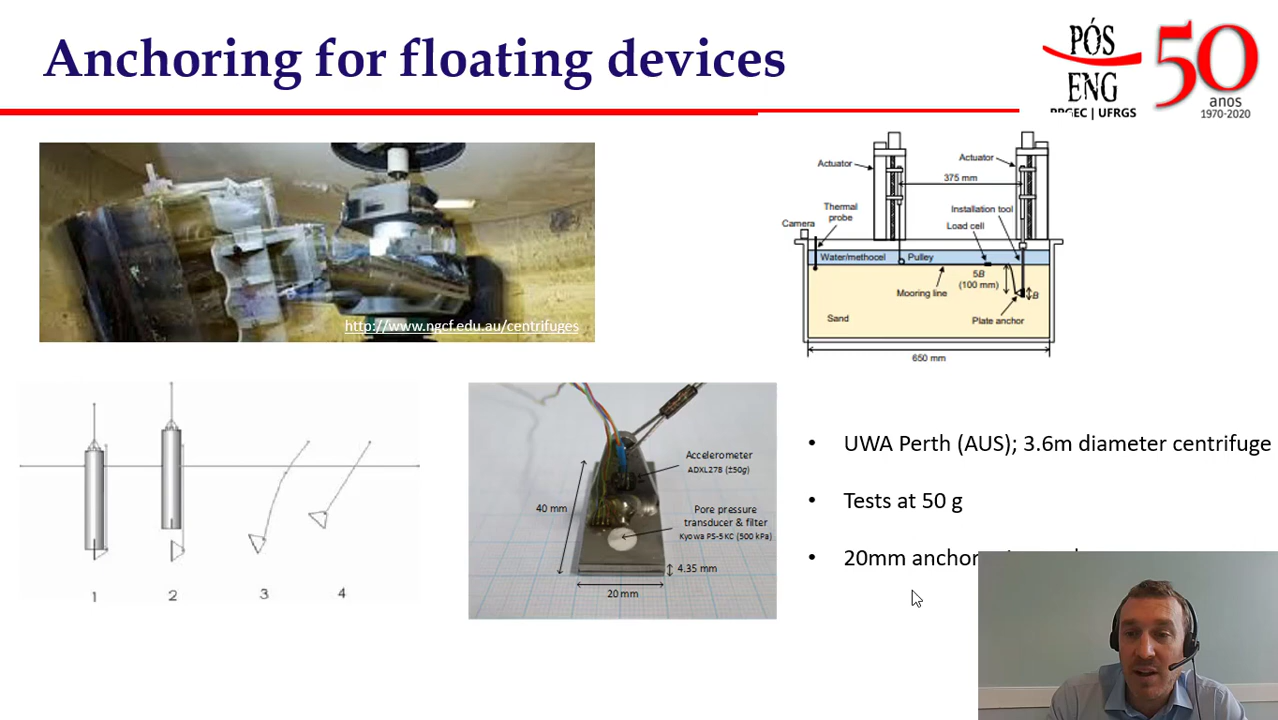 Anchoring for floating devices
PÓS
ENG
PPGEC | UFRGS
50
anos
1970-2020
http://www.ngcf.edu.au/centrifuges
Actuator
Actuator
375 mm
Thermal
probe
Installation tool
Camera
Load cell
Water/methocel
Pulley
5B
(100 mm)
B
Mooring line
Plate anchor
Sand
650 mm
1
2
3
4
Accelerometer
ADXL278 (±50g)
40 mm
Pore pressure
transducer & filter
Kyowa PS-5KC (500 kPa)
4.35 mm
20 mm
• UWA Perth (AUS); 3.6m diameter centrifuge
• Tests at 50 g
• 20mm anchor